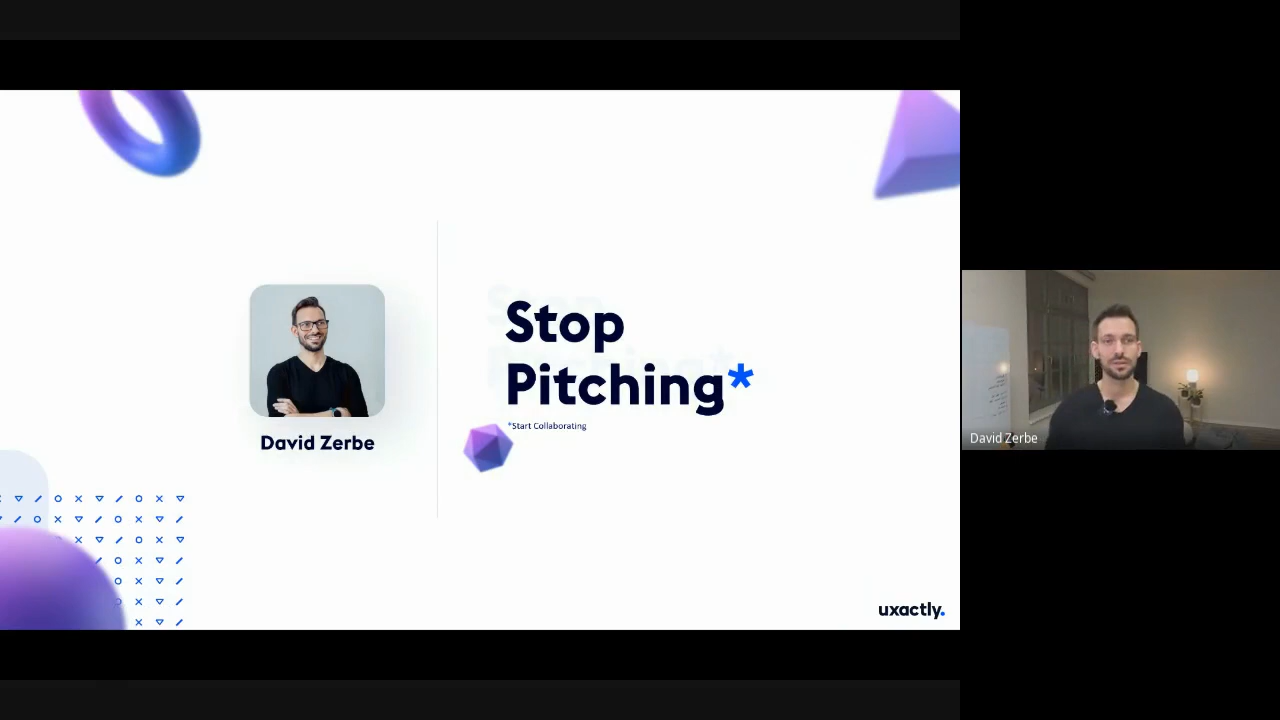 Stop
Pitching*
*Start Collaborating
David Zerbe
David Zerbe
uxactly.